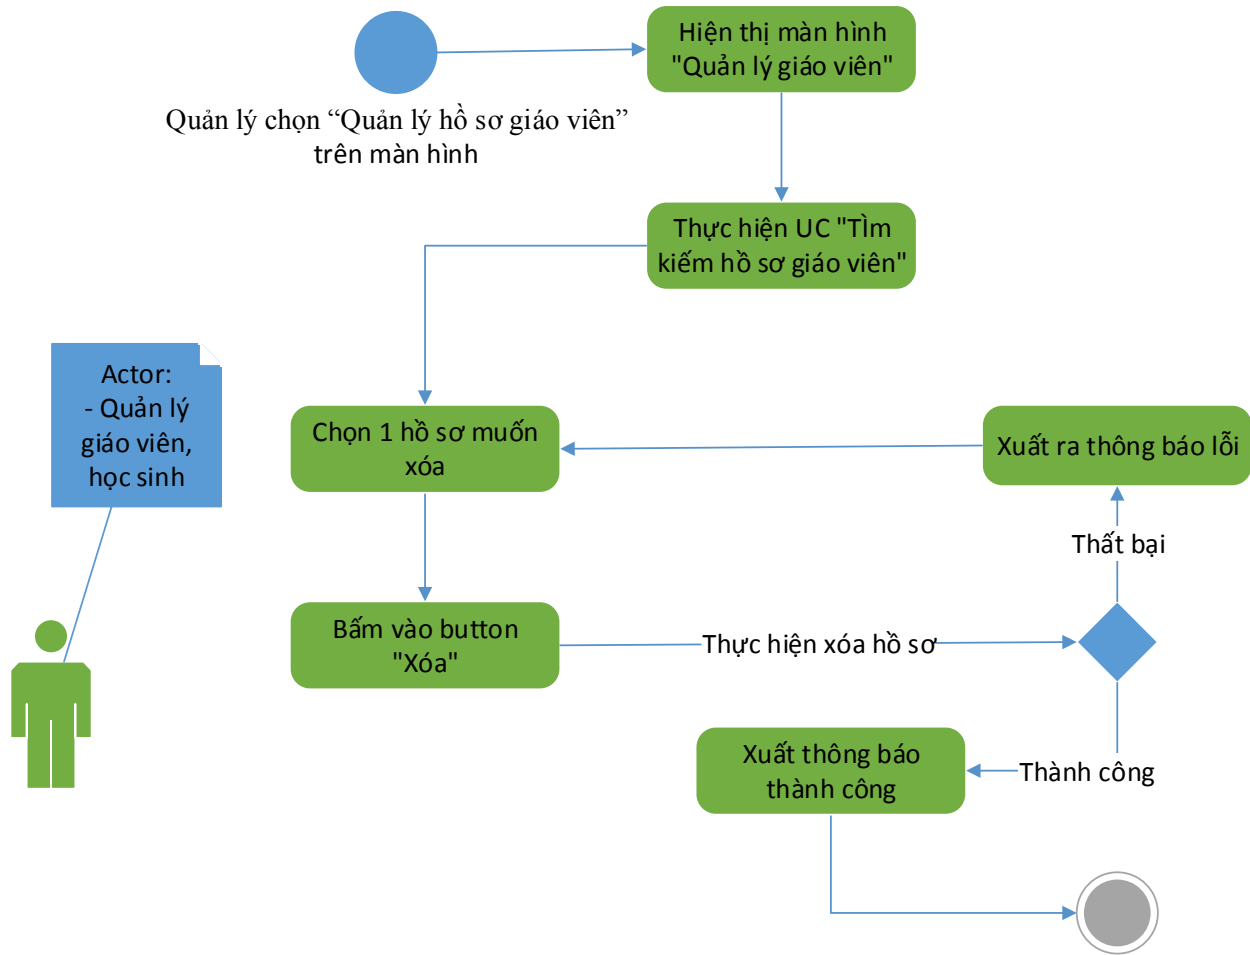 Hiện thị màn hình
"Quản lý giáo viên"
Quản lý chọn “Quản lý hồ sơ giáo viên”
trên màn hình
Thực hiện UC "TÌm
kiếm hồ sơ giáo viên"
Actor:
- Quản lý
giáo viên,
học sinh
Chọn 1 hồ sơ muốn
xóa
Xuất ra thông báo lỗi
Thất bại
Bấm vào button
"Xóa"
Thực hiện xóa hồ sơ
Xuất thông báo
thành công
Thành công